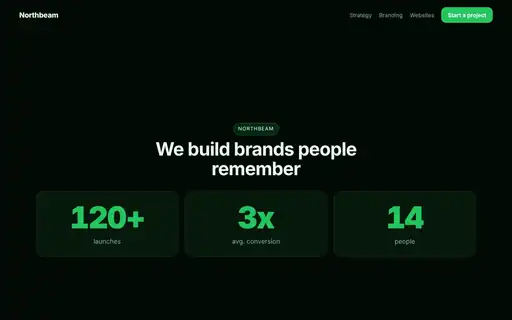 Northbeam
Strategy Branding Websites Start a project
NORTHBEAM
We build brands people
remember
120+ 3x 14
launches avg. conversion people